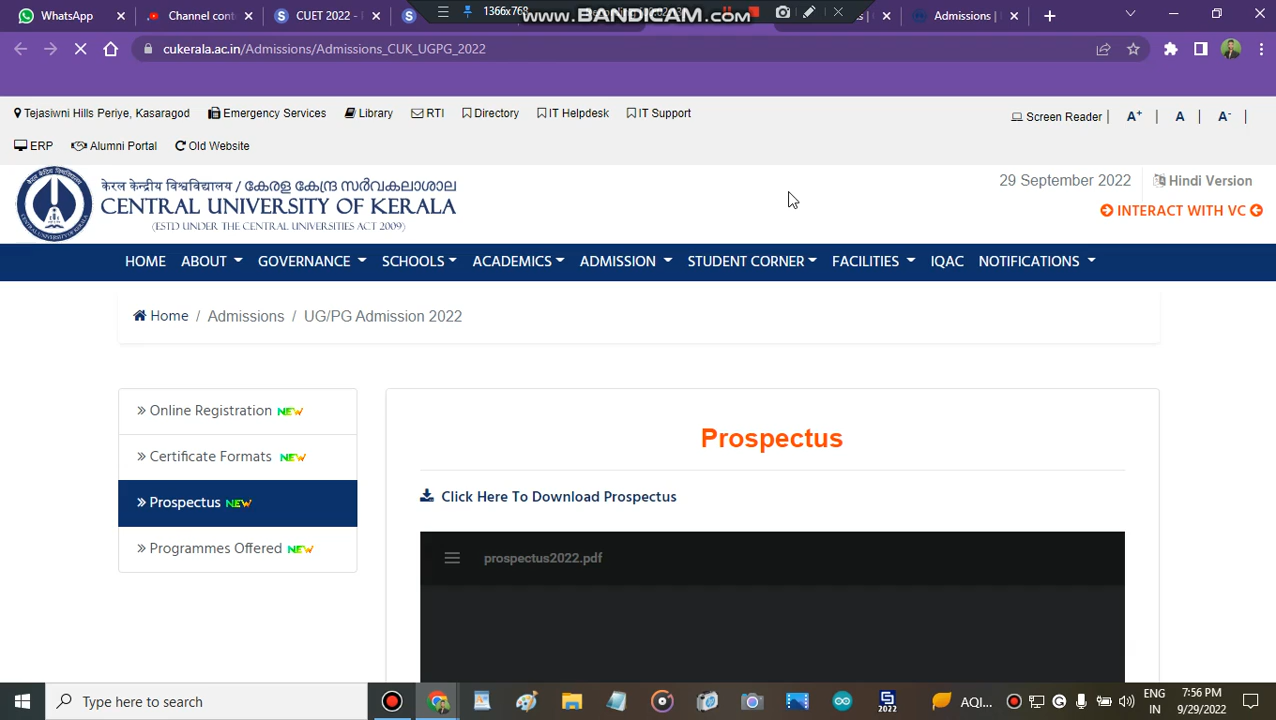 WhatsApp
Channel cont
CUET 2022 -
1366x768
www.BANDICAM.com
Admissions |
cukerala.ac.in/Admissions/Admissions_CUK_UGPG_2022
Tejasiwni Hills Periye, Kasaragod Emergency Services Library RTI Directory IT Helpdesk IT Support
Screen Reader | A+ | A | A- |
ERP Alumni Portal Old Website
केरल केन्द्रीय विश्वविद्यालय / കേരള കേന്ദ്ര സർവകലാശാല
CENTRAL UNIVERSITY OF KERALA
(ESTD UNDER THE CENTRAL UNIVERSITIES ACT 2009)
29 September 2022 Hindi Version
INTERACT WITH VC
HOME ABOUT GOVERNANCE SCHOOLS ACADEMICS ADMISSION STUDENT CORNER FACILITIES IQAC NOTIFICATIONS
Home / Admissions / UG/PG Admission 2022
» Online Registration NEW
» Certificate Formats NEW
» Prospectus NEW
» Programmes Offered NEW
Prospectus
Click Here To Download Prospectus
prospectus2022.pdf
Type here to search
2022
AQI...
ENG
IN
7:56 PM
9/29/2022